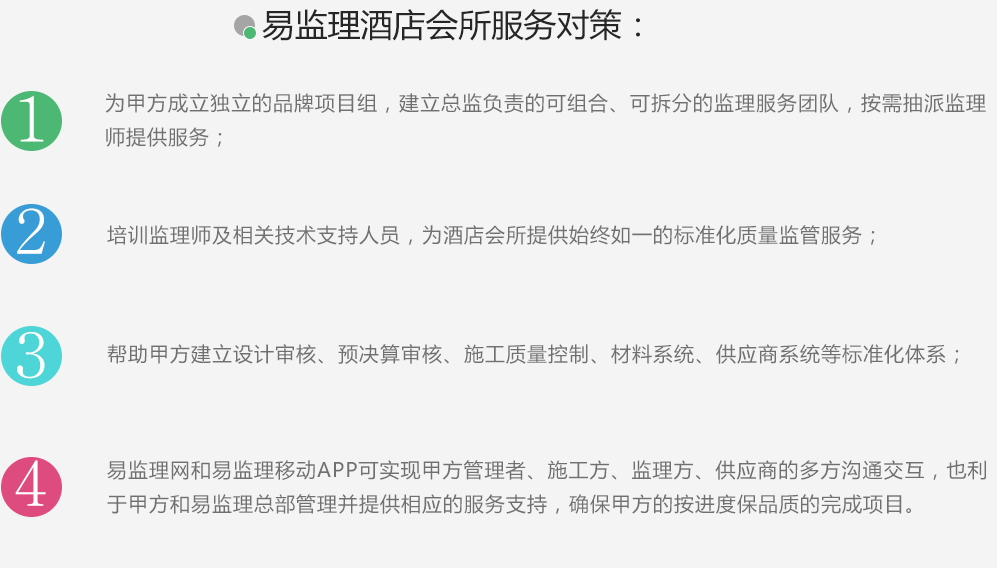 易监理酒店会所服务对策：
1
为甲方成立独立的品牌项目组，建立总监负责的可组合、可拆分的监理服务团队，按需抽派监理
师提供服务；
2
培训监理师及相关技术支持人员，为酒店会所提供始终如一的标准化质量监管服务；
3
帮助甲方建立设计审核、预决算审核、施工质量控制、材料系统、供应商系统等标准化体系；
4
易监理网和易监理移动APP可实现甲方管理者、施工方、监理方、供应商的多方沟通交互，也利
于甲方和易监理总部管理并提供相应的服务支持，确保甲方的按进度保品质的完成项目。